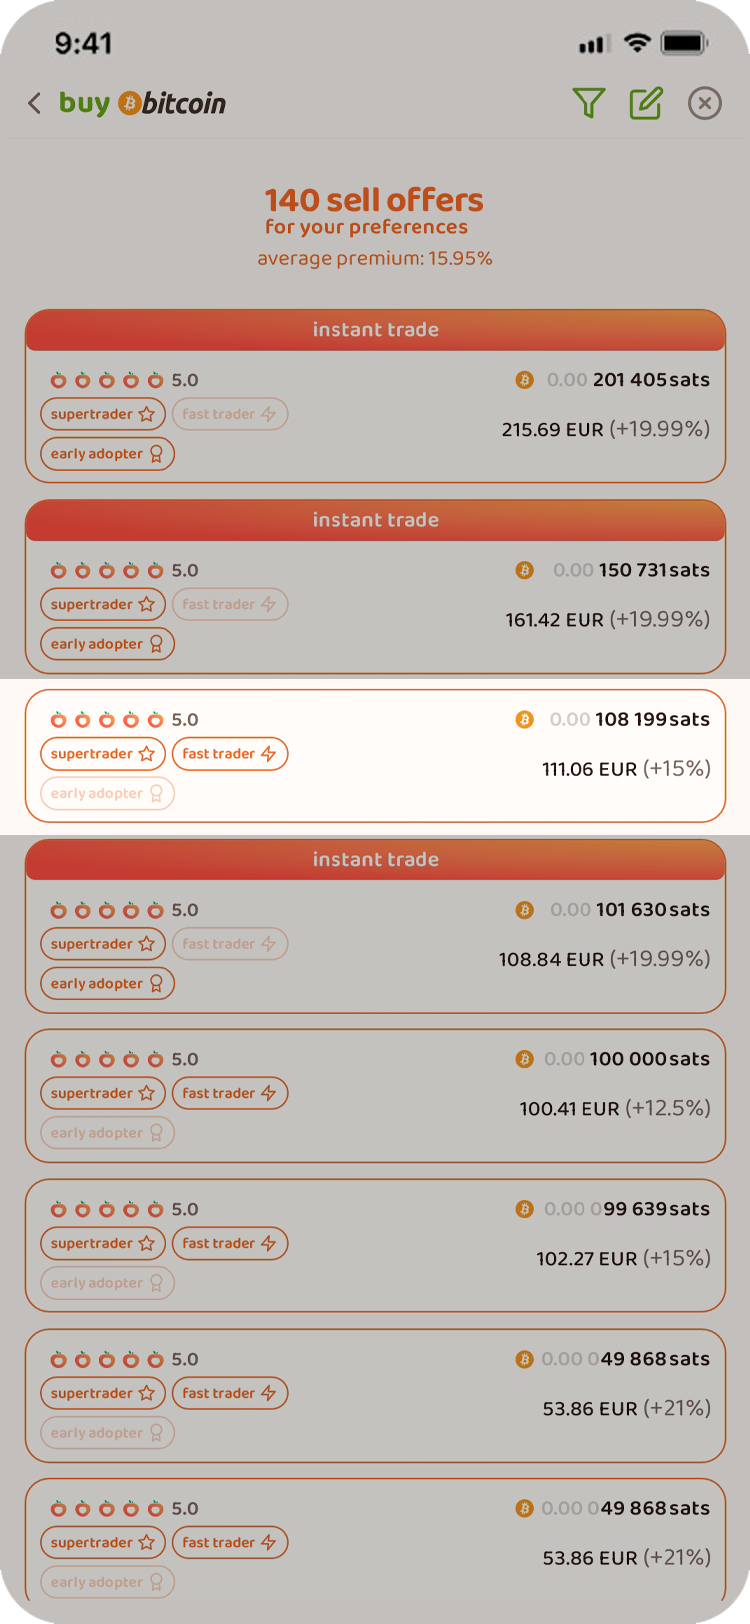 9:41
buy bitcoin
140 sell offers
for your preferences
average premium: 15.95%
instant trade
5.0 0.00 201 405 sats
supertrader fast trader
215.69 EUR (+19.99%)
early adopter
instant trade
5.0 0.00 150 731 sats
supertrader fast trader
161.42 EUR (+19.99%)
early adopter
5.0 0.00 108 199 sats
supertrader fast trader
111.06 EUR (+15%)
early adopter
instant trade
5.0 0.00 101 630 sats
supertrader fast trader
108.84 EUR (+19.99%)
early adopter
5.0 0.00 100 000 sats
supertrader fast trader
100.41 EUR (+12.5%)
early adopter
5.0 0.00 099 639 sats
supertrader fast trader
102.27 EUR (+15%)
early adopter
5.0 0.00 049 868 sats
supertrader fast trader
53.86 EUR (+21%)
early adopter
5.0 0.00 049 868 sats
supertrader fast trader
53.86 EUR (+21%)
early adopter